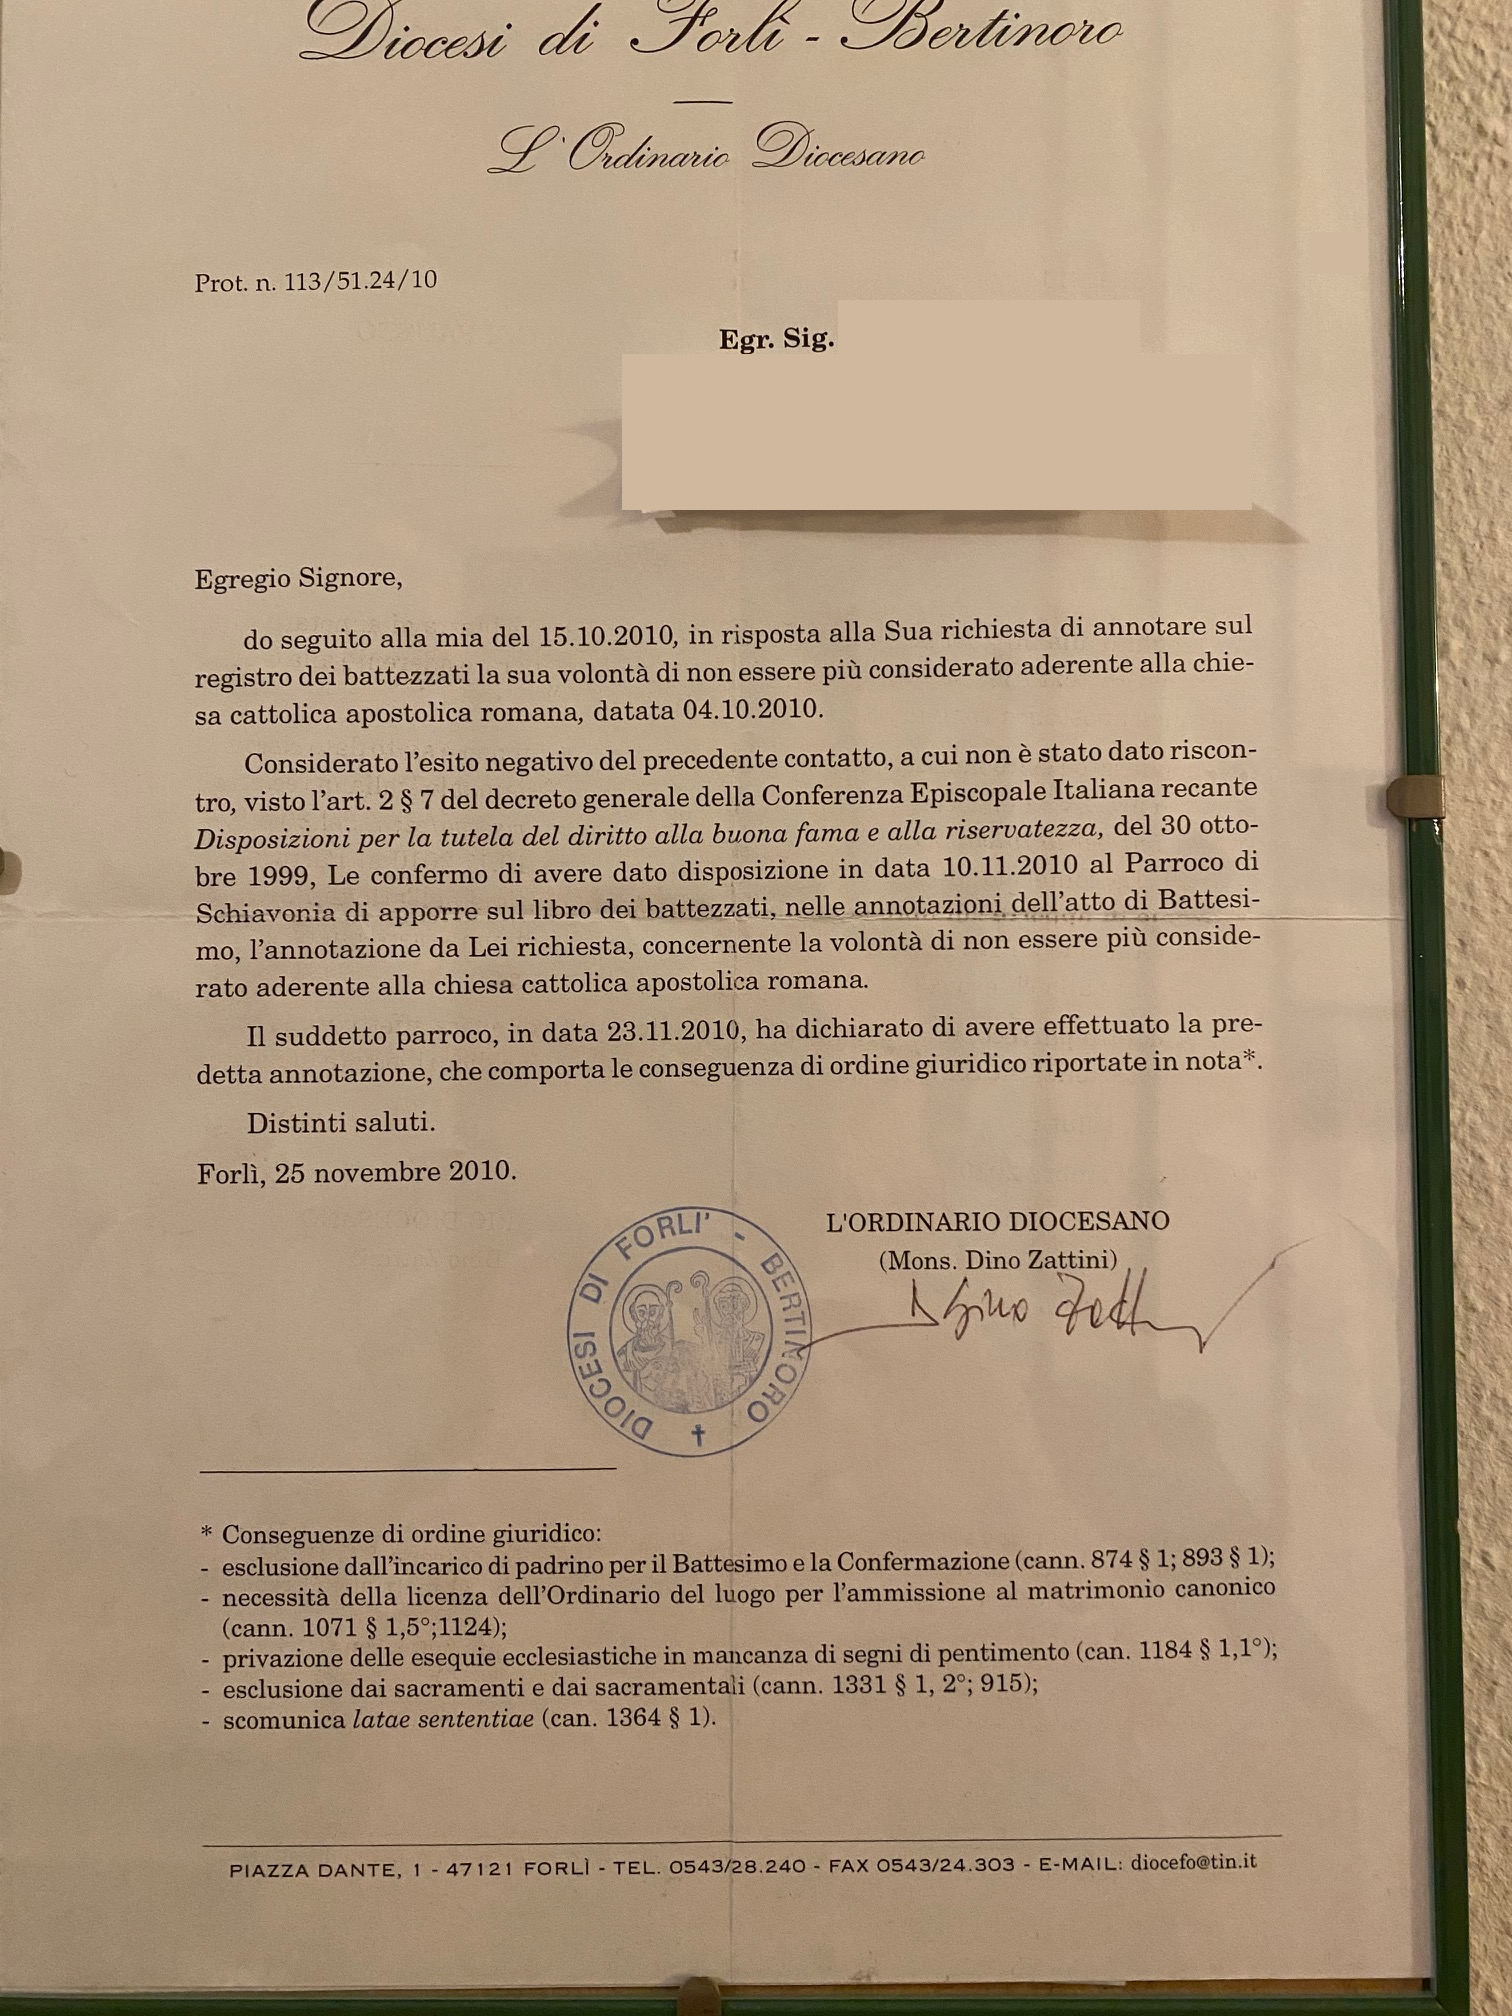 Diocesi di Forlì - Bertinoro
L'Ordinario Diocesano
Prot. n. 113/51.24/10
Egr. Sig.
Egregio Signore,
do seguito alla mia del 15.10.2010, in risposta alla Sua richiesta di annotare sul
registro dei battezzati la sua volontà di non essere più considerato aderente alla chie-
sa cattolica apostolica romana, datata 04.10.2010.
Considerato l'esito negativo del precedente contatto, a cui non è stato dato riscon-
tro, visto l'art. 2 § 7 del decreto generale della Conferenza Episcopale Italiana recante
Disposizioni per la tutela del diritto alla buona fama e alla riservatezza, del 30 otto-
bre 1999, Le confermo di avere dato disposizione in data 10.11.2010 al Parroco di
Schiavonia di apporre sul libro dei battezzati, nelle annotazioni dell'atto di Battesi-
mo, l'annotazione da Lei richiesta, concernente la volontà di non essere più conside-
rato aderente alla chiesa cattolica apostolica romana.
Il suddetto parroco, in data 23.11.2010, ha dichiarato di avere effettuato la pre-
detta annotazione, che comporta le conseguenza di ordine giuridico riportate in nota*.
Distinti saluti.
Forlì, 25 novembre 2010.
L'ORDINARIO DIOCESANO
(Mons. Dino Zattini)
DIOCESI DI FORLI' - BERTINORO
* Conseguenze di ordine giuridico:
- esclusione dall'incarico di padrino per il Battesimo e la Confermazione (cann. 874 § 1; 893 § 1);
- necessità della licenza dell'Ordinario del luogo per l'ammissione al matrimonio canonico
(cann. 1071 § 1,5°;1124);
- privazione delle esequie ecclesiastiche in mancanza di segni di pentimento (can. 1184 § 1,1°);
- esclusione dai sacramenti e dai sacramentali (cann. 1331 § 1, 2°; 915);
- scomunica latae sententiae (can. 1364 § 1).
PIAZZA DANTE, 1 - 47121 FORLÌ - TEL. 0543/28.240 - FAX 0543/24.303 - E-MAIL: diocefo@tin.it